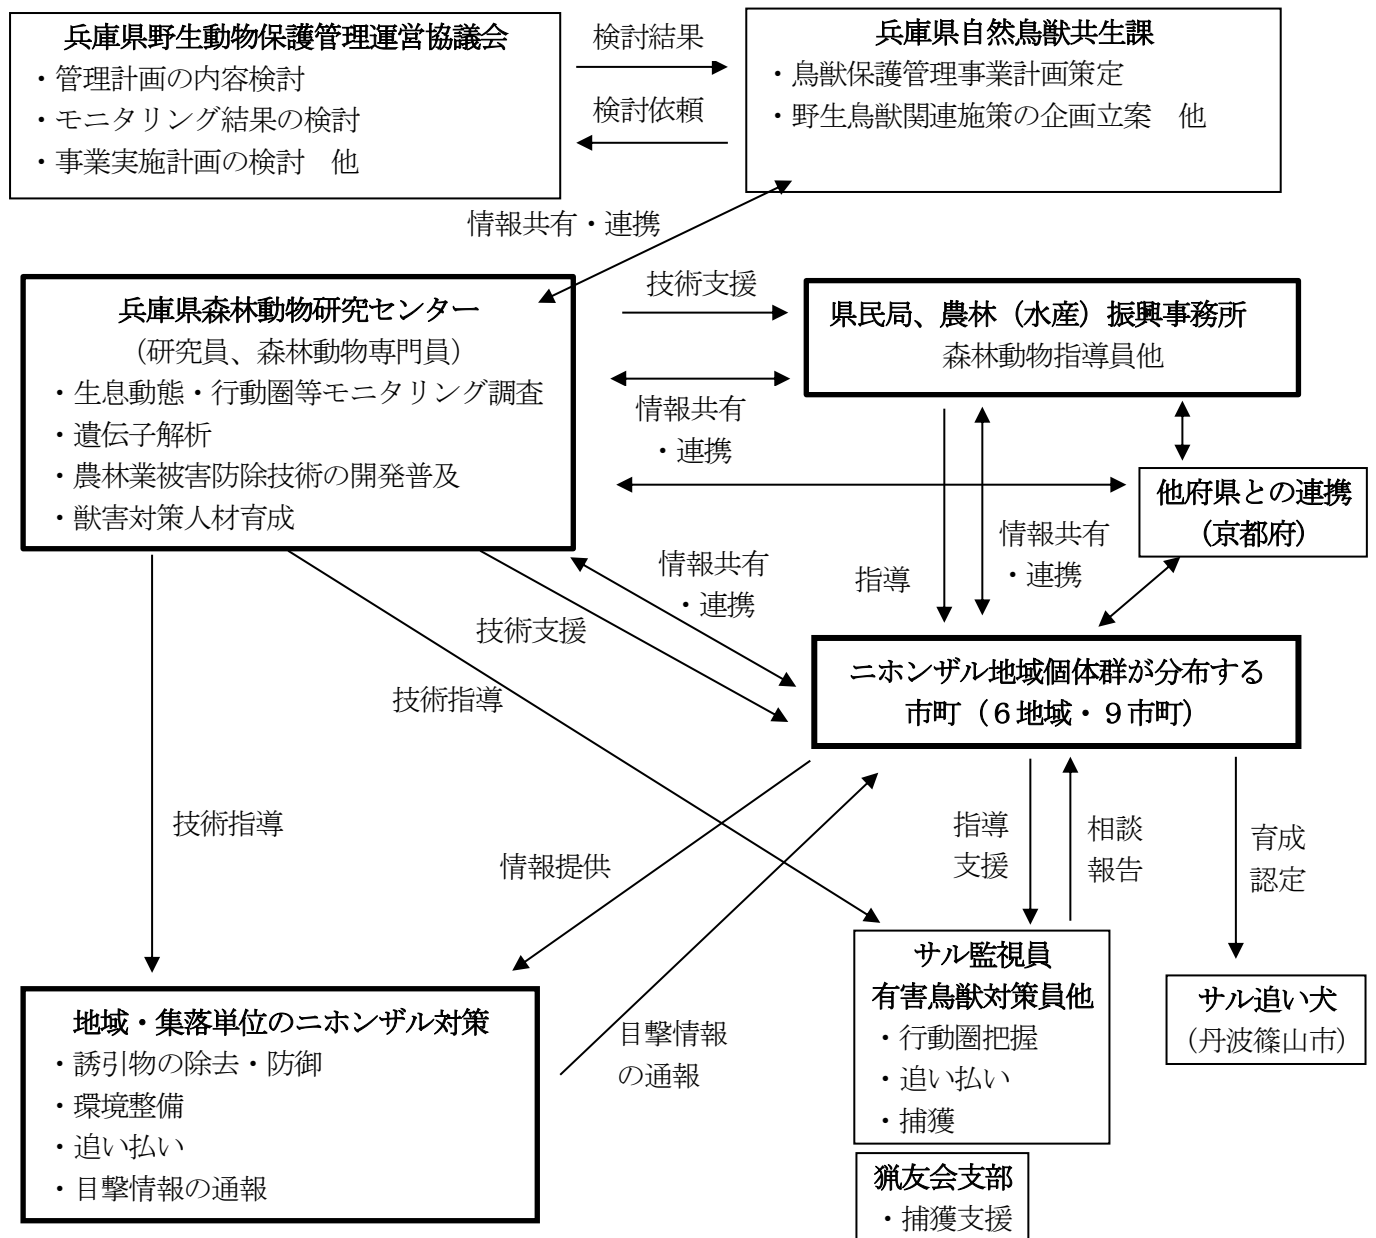 兵庫県野生動物保護管理運営協議会
・管理計画の内容検討
・モニタリング結果の検討
・事業実施計画の検討　他
検討結果
検討依頼
兵庫県自然鳥獣共生課
・鳥獣保護管理事業計画策定
・野生鳥獣関連施策の企画立案　他
情報共有・連携
兵庫県森林動物研究センター
（研究員、森林動物専門員）
・生息動態・行動圏等モニタリング調査
・遺伝子解析
・農林業被害防除技術の開発普及
・獣害対策人材育成
技術支援
県民局、農林（水産）振興事務所
森林動物指導員他
情報共有
・連携
他府県との連携
（京都府）
情報共有
・連携
指導
情報共有
・連携
技術支援
技術指導
ニホンザル地域個体群が分布する
市町（６地域・９市町）
技術指導
情報提供
指導
支援
相談
報告
育成
認定
サル監視員
有害鳥獣対策員他
・行動圏把握
・追い払い
・捕獲
サル追い犬
（丹波篠山市）
地域・集落単位のニホンザル対策
・誘引物の除去・防御
・環境整備
・追い払い
・目撃情報の通報
目撃情報
の通報
猟友会支部
・捕獲支援